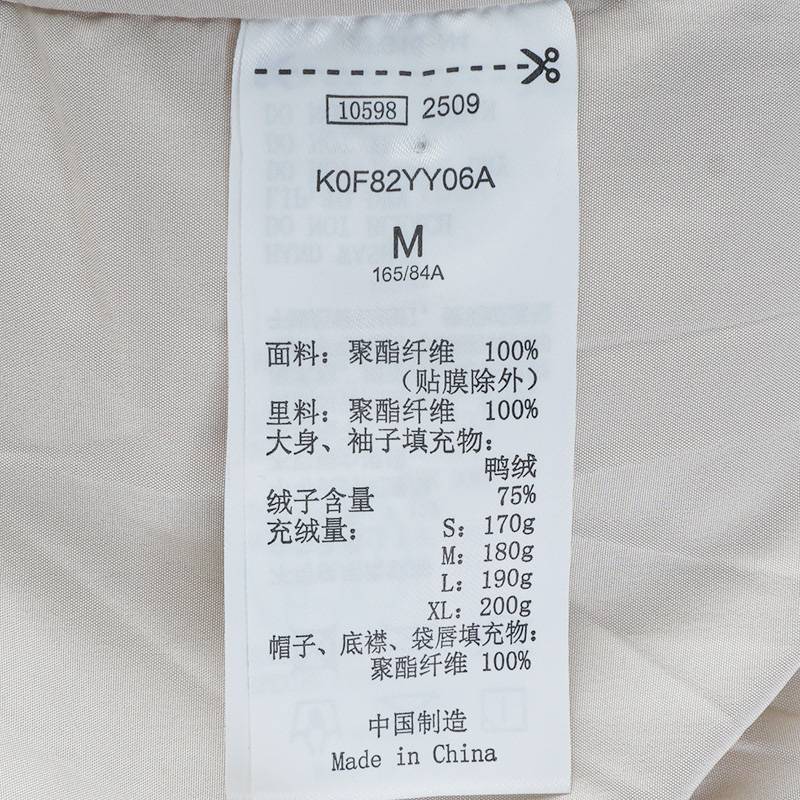 10598 2509
K0F82YY06A
M
165/84A
面料：聚酯纤维 100%
（贴膜除外）
里料：聚酯纤维 100%
大身、袖子填充物：
鸭绒
绒子含量 75%
充绒量： S：170g
M：180g
L：190g
XL：200g
帽子、底襟、袋唇填充物：
聚酯纤维 100%
中国制造
Made in China